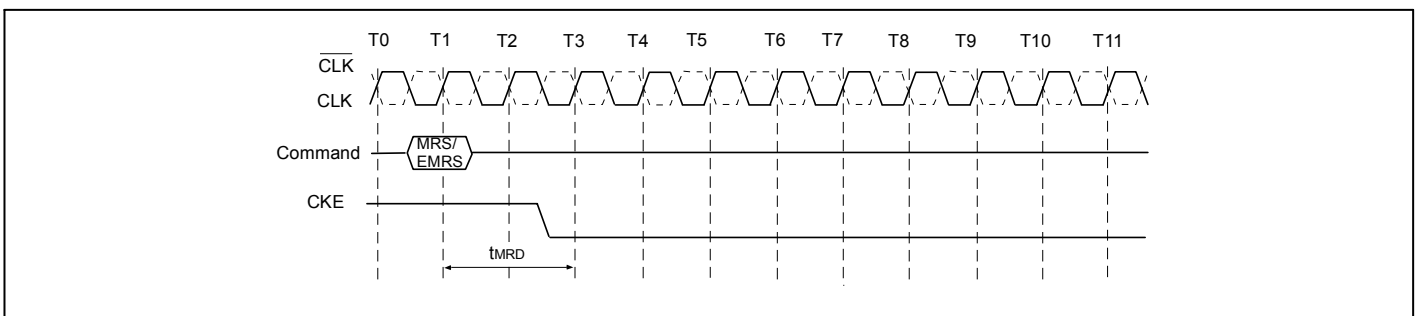 T0 T1 T2 T3 T4 T5 T6 T7 T8 T9 T10 T11
CLK
CLK
Command
MRS/
EMRS
CKE
tMRD